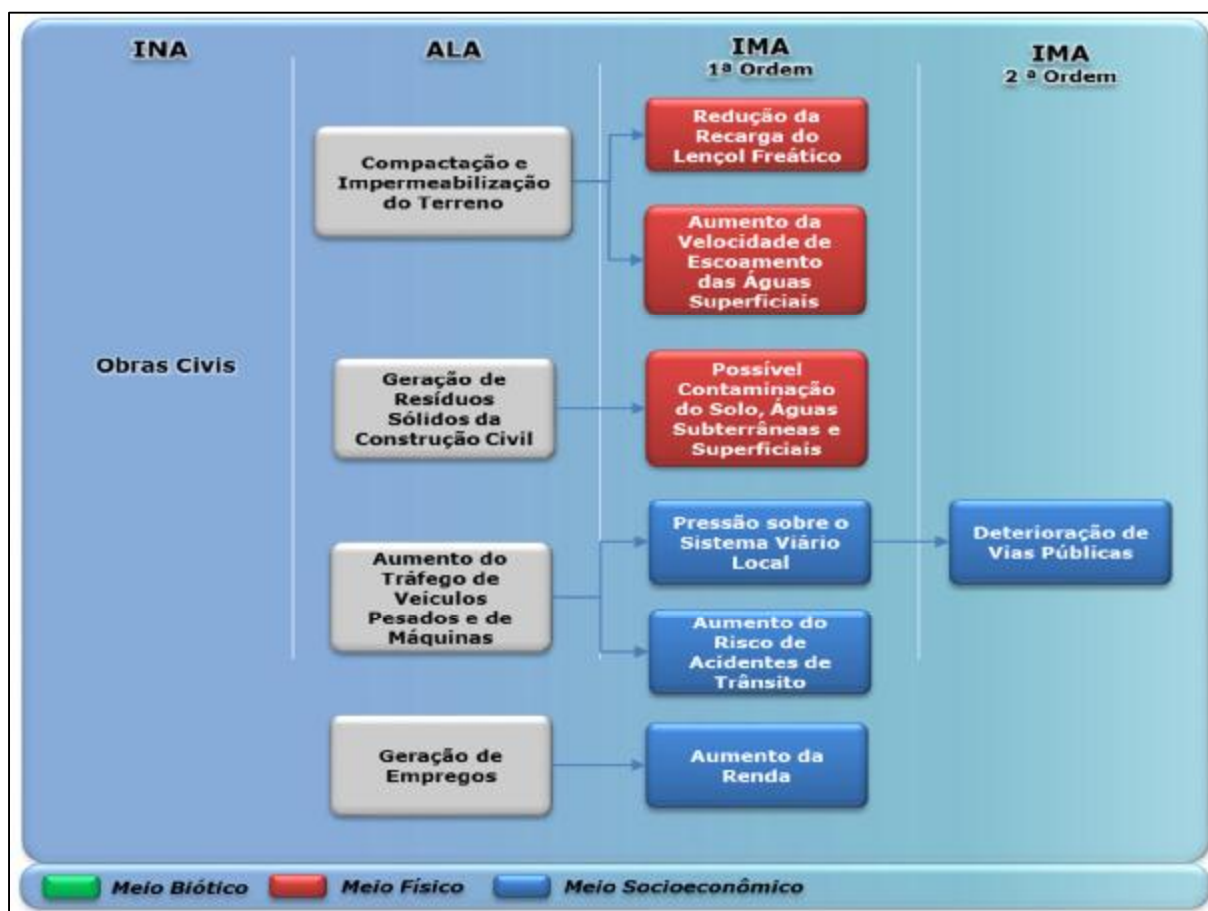 INA
ALA
IMA
1ª Ordem
IMA
2 ª Ordem
Obras Civis
Compactação e
Impermeabilização
do Terreno
Redução da
Recarga do
Lençol Freático
Aumento da
Velocidade de
Escoamento
das Águas
Superficiais
Geração de
Resíduos
Sólidos da
Construção Civil
Possível
Contaminação
do Solo, Águas
Subterrâneas e
Superficiais
Aumento do
Tráfego de
Veículos
Pesados e de
Máquinas
Pressão sobre o
Sistema Viário
Local
Deterioração de
Vias Públicas
Aumento do
Risco de
Acidentes de
Trânsito
Geração de
Empregos
Aumento da
Renda
Meio Biótico
Meio Físico
Meio Socioeconômico